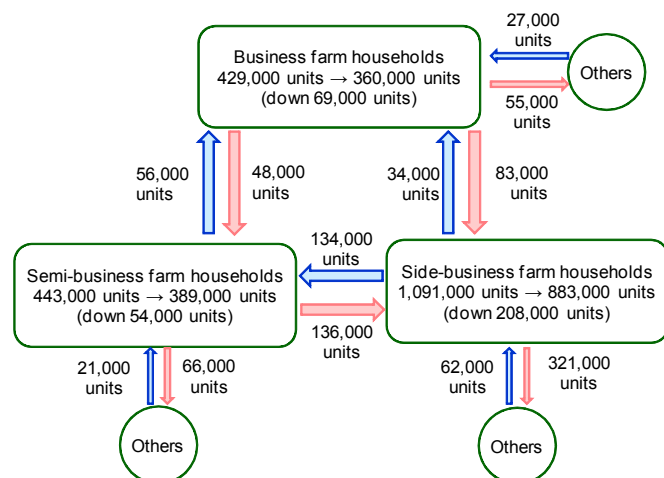 27,000
units
Business farm households
429,000 units → 360,000 units
(down 69,000 units)
Others
55,000
units
56,000
units
48,000
units
34,000
units
83,000
units
134,000
units
Semi-business farm households
443,000 units → 389,000 units
(down 54,000 units)
Side-business farm households
1,091,000 units → 883,000 units
(down 208,000 units)
136,000
units
21,000
units
66,000
units
62,000
units
321,000
units
Others
Others